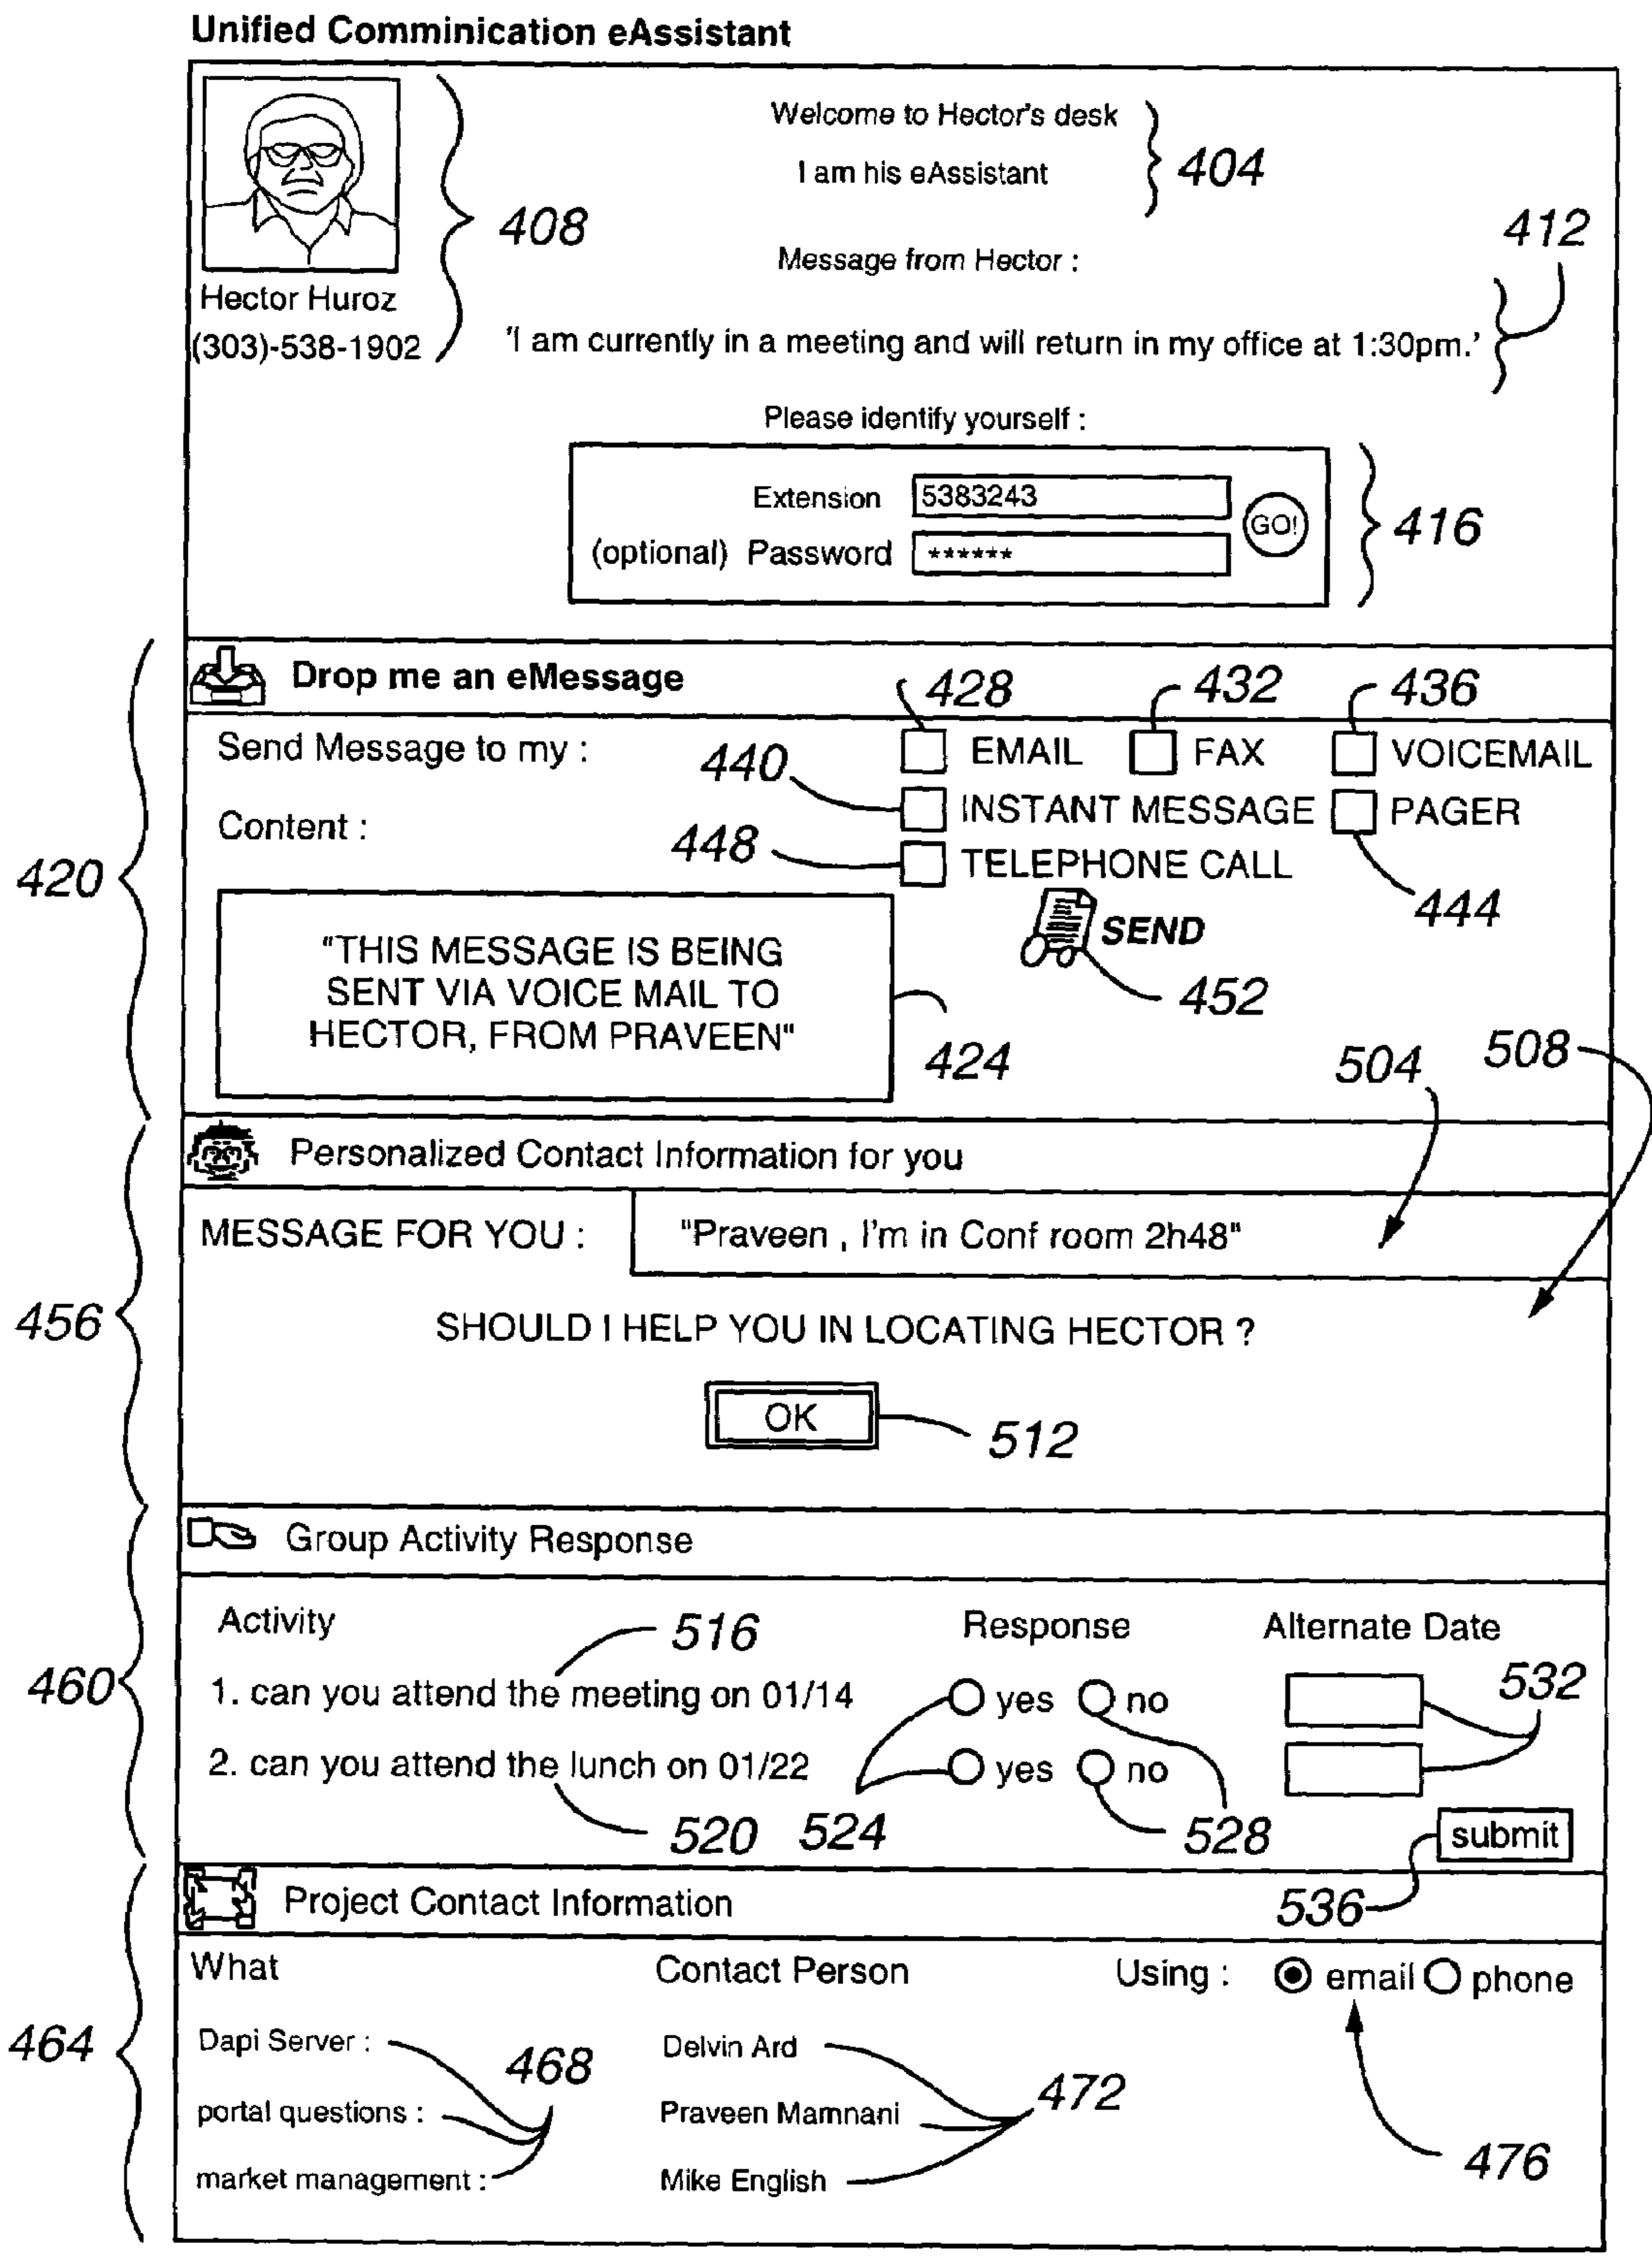 Unified Comminication eAssistant
Welcome to Hector's desk
I am his eAssistant
404
408
412
Message from Hector :
Hector Huroz
(303)-538-1902
'I am currently in a meeting and will return in my office at 1:30pm.'
Please identify yourself :
Extension 5383243
GO!
(optional) Password ******
416
Drop me an eMessage
428 432 436
Send Message to my :
EMAIL FAX VOICEMAIL
440
INSTANT MESSAGE PAGER
Content :
448
TELEPHONE CALL
420
444
SEND
452
"THIS MESSAGE IS BEING
SENT VIA VOICE MAIL TO
HECTOR, FROM PRAVEEN"
424
504
508
Personalized Contact Information for you
MESSAGE FOR YOU : "Praveen , I'm in Conf room 2h48"
456
SHOULD I HELP YOU IN LOCATING HECTOR ?
OK
512
Group Activity Response
Activity 516 Response Alternate Date
460
1. can you attend the meeting on 01/14 yes no
532
2. can you attend the lunch on 01/22 yes no
520 524 528
submit
Project Contact Information
536
What Contact Person Using : email phone
464
Dapi Server : Delvin Ard
468
472
portal questions : Praveen Mamnani
476
market management : Mike English